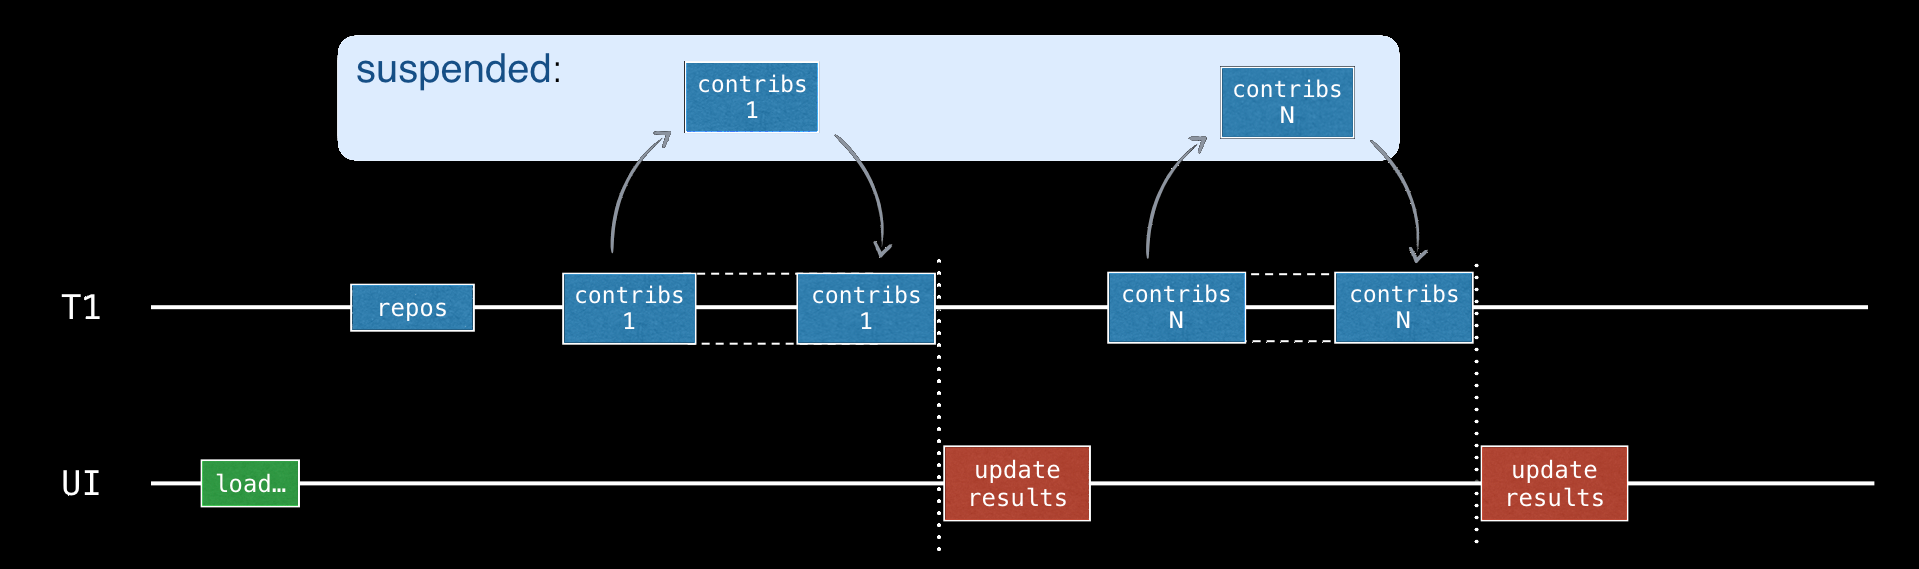 suspended:
contribs
1
contribs
N
T1
repos
contribs
1
contribs
1
contribs
N
contribs
N
UI
load…
update
results
update
results